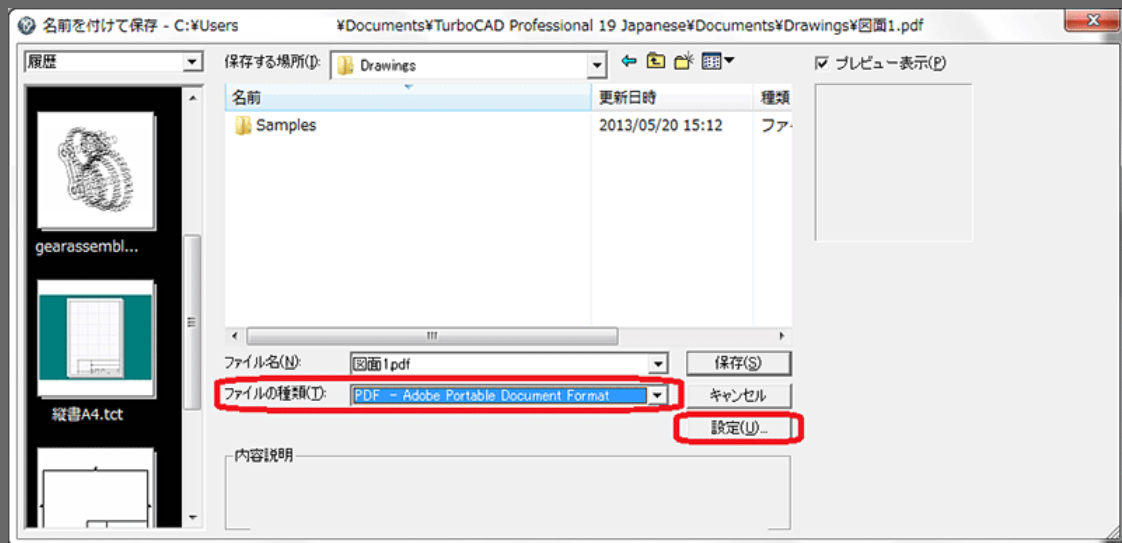 名前を付けて保存 - C:¥Users ¥Documents¥TurboCAD Professional 19 Japanese¥Documents¥Drawings¥図面1.pdf
履歴
保存する場所(I): Drawings
プレビュー表示(P)
名前 更新日時 種類
Samples 2013/05/20 15:12 ファ
gearassembl...
縦書A4.tct
ファイル名(N): 図面1.pdf 保存(S)
ファイルの種類(T): PDF - Adobe Portable Document Format キャンセル
設定(U)...
内容説明